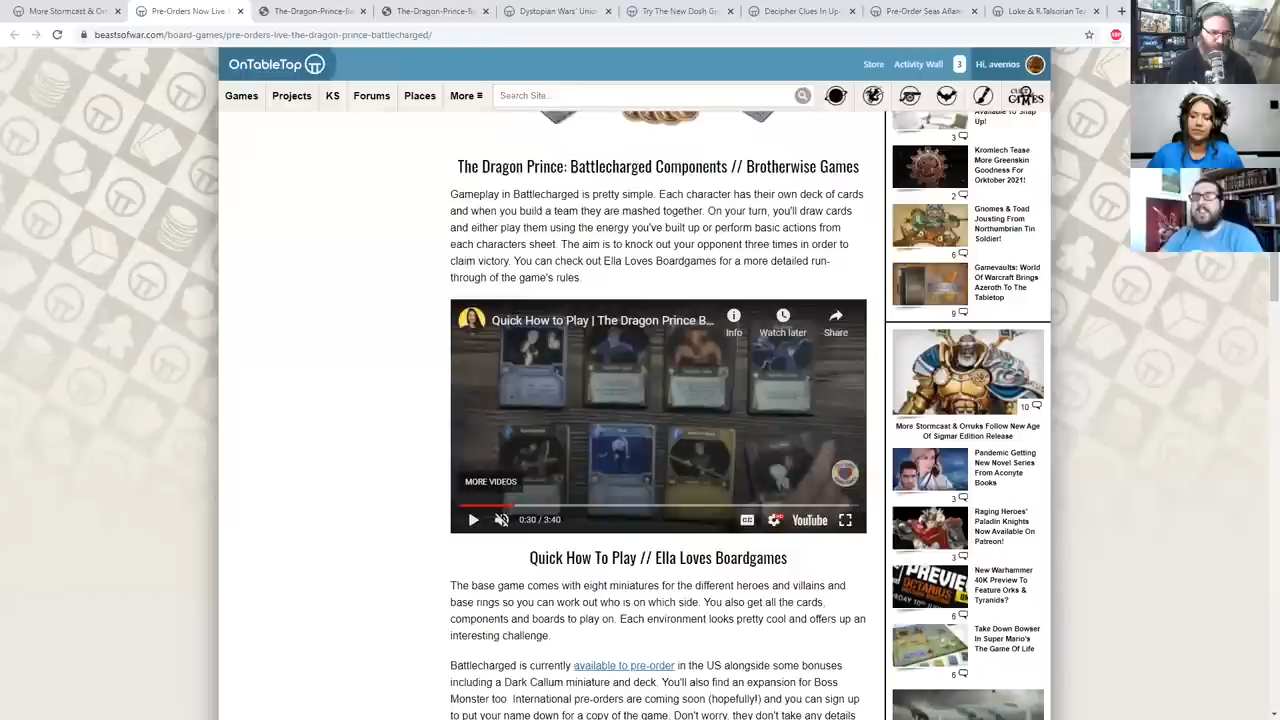 More Stormcast & O
Pre-Orders Now Live
The-Dragon-Prince-B
The-Dragon-Prince-B
Dystopian Wars' Unio
Try The New Dosh G
Decipher Clues In Lu
Pre-Order Seas Aflam
Loke & R.Talsorian Te
beastsofwar.com/board-games/pre-orders-live-the-dragon-prince-battlecharged/
ABP
OnTableTop
Store
Activity Wall
3
Hi, avernos
Games
Projects
KS
Forums
Places
More ≡
Search Site...
GAMES
The Dragon Prince: Battlecharged Components // Brotherwise Games
Gameplay in Battlecharged is pretty simple. Each character has their own deck of cards
and when you build a team they are mashed together. On your turn, you'll draw cards
and either play them using the energy you've built up or perform basic actions from
each characters sheet. The aim is to knock out your opponent three times in order to
claim victory. You can check out Ella Loves Boardgames for a more detailed run-
through of the game's rules.
Quick How to Play | The Dragon Prince B...
Info
Watch later
Share
MORE VIDEOS
0:30 / 3:40
CC
HD
YouTube
Quick How To Play // Ella Loves Boardgames
The base game comes with eight miniatures for the different heroes and villains and
base rings so you can work out who is on which side. You also get all the cards,
components and boards to play on. Each environment looks pretty cool and offers up an
interesting challenge.
Battlecharged is currently available to pre-order in the US alongside some bonuses
including a Dark Callum miniature and deck. You'll also find an expansion for Boss
Monster too. International pre-orders are coming soon (hopefully!) and you can sign up
to put your name down for a copy of the game. Don't worry, they don't take any details
Available To Snap
Up!
3
Kromlech Tease
More Greenskin
Goodness For
Orktober 2021!
2
Gnomes & Toad
Jousting From
Northumbrian Tin
Soldier!
6
Gamevaults: World
Of Warcraft Brings
Azeroth To The
Tabletop
9
10
More Stormcast & Orruks Follow New Age
Of Sigmar Edition Release
Pandemic Getting
New Novel Series
From Aconyte
Books
3
Raging Heroes'
Paladin Knights
Now Available On
Patreon!
3
PREVIE
OCTARIUS
New Warhammer
40K Preview To
Feature Orks &
Tyranids?
6
Take Down Bowser
In Super Mario's
The Game Of Life
6